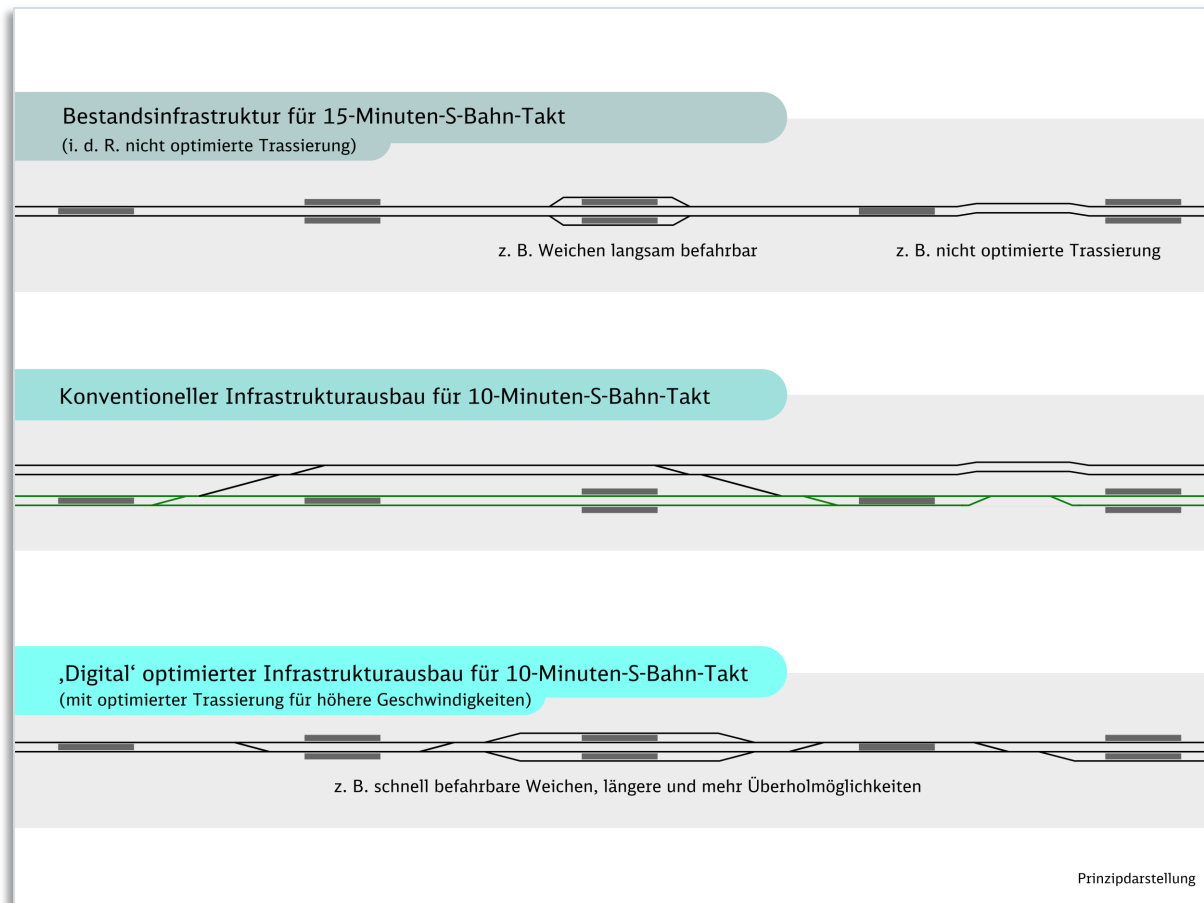 Bestandsinfrastruktur für 15-Minuten-S-Bahn-Takt
(i. d. R. nicht optimierte Trassierung)
z. B. Weichen langsam befahrbar
z. B. nicht optimierte Trassierung
Konventioneller Infrastrukturausbau für 10-Minuten-S-Bahn-Takt
‚Digital‘ optimierter Infrastrukturausbau für 10-Minuten-S-Bahn-Takt
(mit optimierter Trassierung für höhere Geschwindigkeiten)
z. B. schnell befahrbare Weichen, längere und mehr Überholmöglichkeiten
Prinzipdarstellung